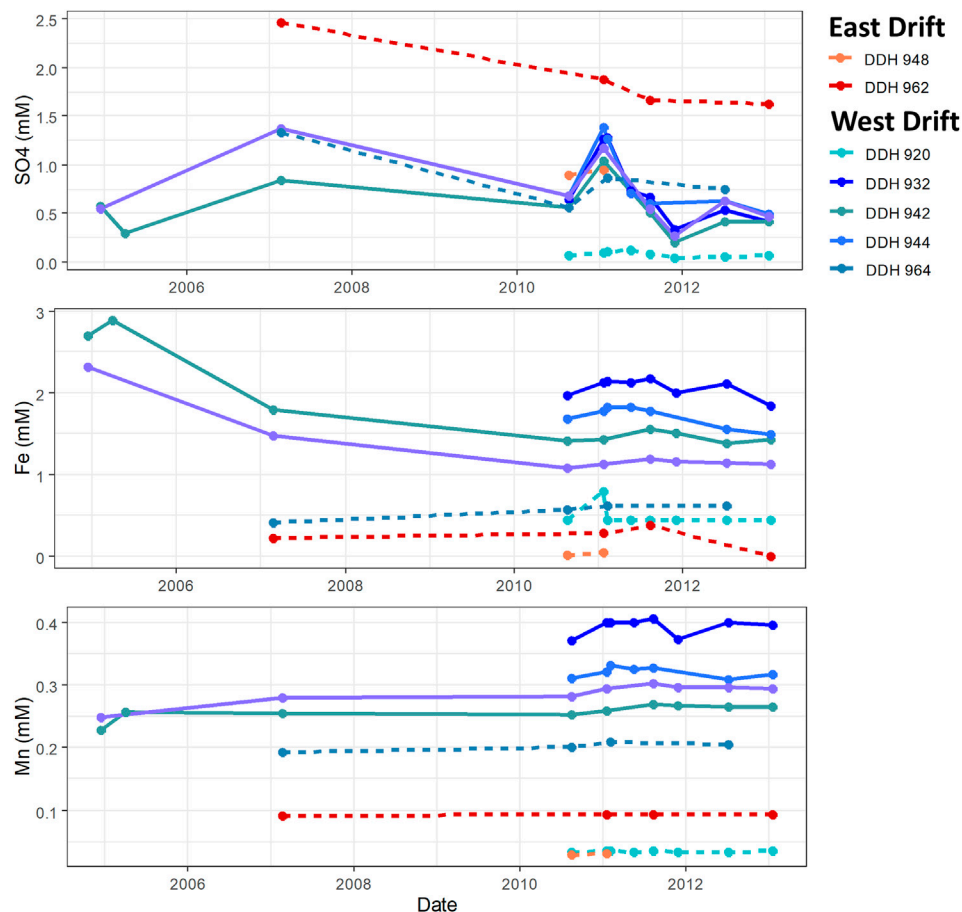 East Drift
DDH 948
DDH 962
West Drift
DDH 920
DDH 932
DDH 942
DDH 944
DDH 964
SO4 (mM)
2.5
2.0
1.5
1.0
0.5
0.0
2006 2008 2010 2012
Fe (mM)
3
2
1
0
2006 2008 2010 2012
Mn (mM)
0.4
0.3
0.2
0.1
2006 2008 2010 2012
Date